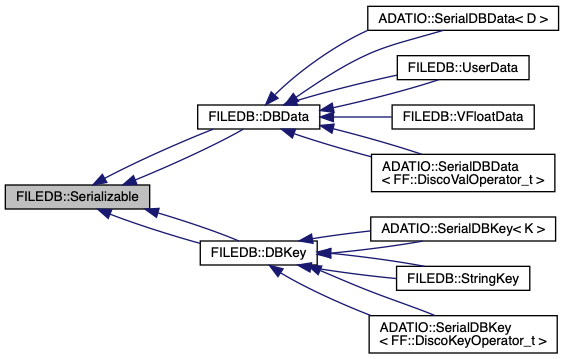 ADATIO::SerialDBData< D >
FILEDB::UserData
FILEDB::DBData
FILEDB::VFloatData
ADATIO::SerialDBData
< FF::DiscoValOperator_t >
FILEDB::Serializable
ADATIO::SerialDBKey< K >
FILEDB::DBKey
FILEDB::StringKey
ADATIO::SerialDBKey
< FF::DiscoKeyOperator_t >